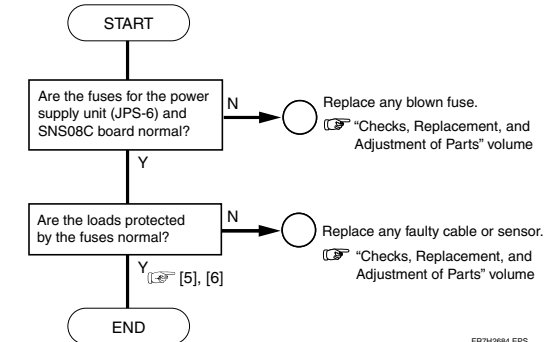 START
Are the fuses for the power
supply unit (JPS-6) and
SNS08C board normal?
N
Replace any blown fuse.
“Checks, Replacement, and
Adjustment of Parts” volume
Y
Are the loads protected
by the fuses normal?
N
Replace any faulty cable or sensor.
“Checks, Replacement, and
Adjustment of Parts” volume
Y
[5], [6]
END
FR7H2684.EPS